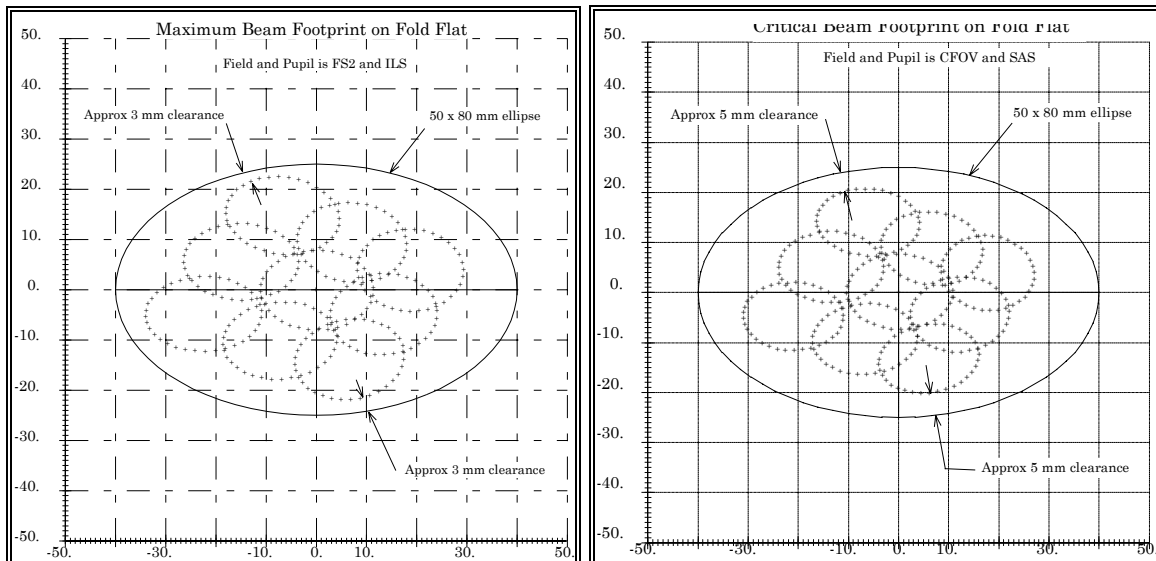 Maximum Beam Footprint on Fold Flat
Field and Pupil is FS2 and ILS
Approx 3 mm clearance
50 x 80 mm ellipse
Approx 3 mm clearance
50.
40.
30.
20.
10.
0.
-10.
-20.
-30.
-40.
-50.
-50. -30. -10. 0. 10. 30. 50.
Critical Beam Footprint on Fold Flat
Field and Pupil is CFOV and SAS
Approx 5 mm clearance
50 x 80 mm ellipse
Approx 5 mm clearance
50.
40.
30.
20.
10.
0.
-10.
-20.
-30.
-40.
-50.
-50. -30. -10. 0. 10. 30. 50.